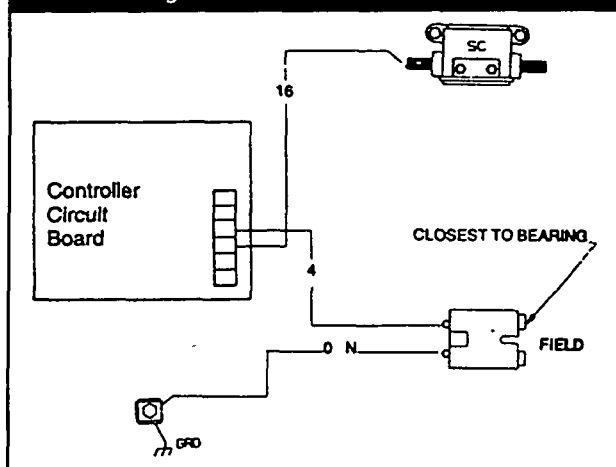 SC
16
Controller
Circuit
Board
CLOSEST TO BEARING
4
FIELD
0 N
GRD